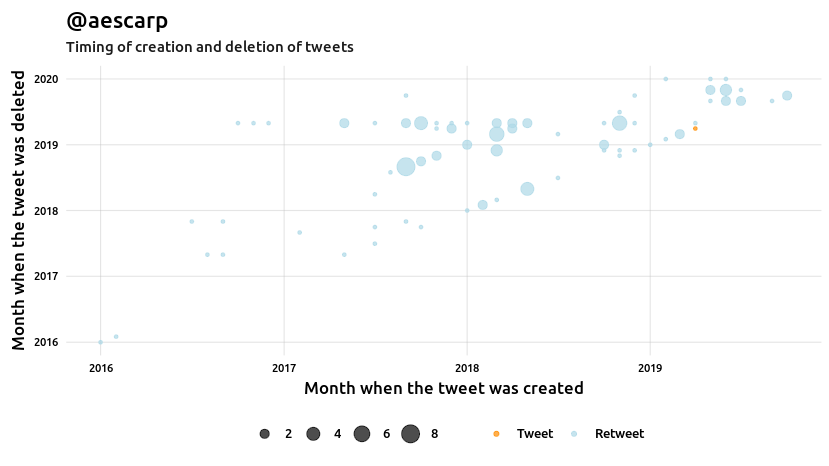 @aescarp
Timing of creation and deletion of tweets
Month when the tweet was deleted
2020
2019
2018
2017
2016
2016 2017 2018 2019
Month when the tweet was created
2 4 6 8 Tweet Retweet